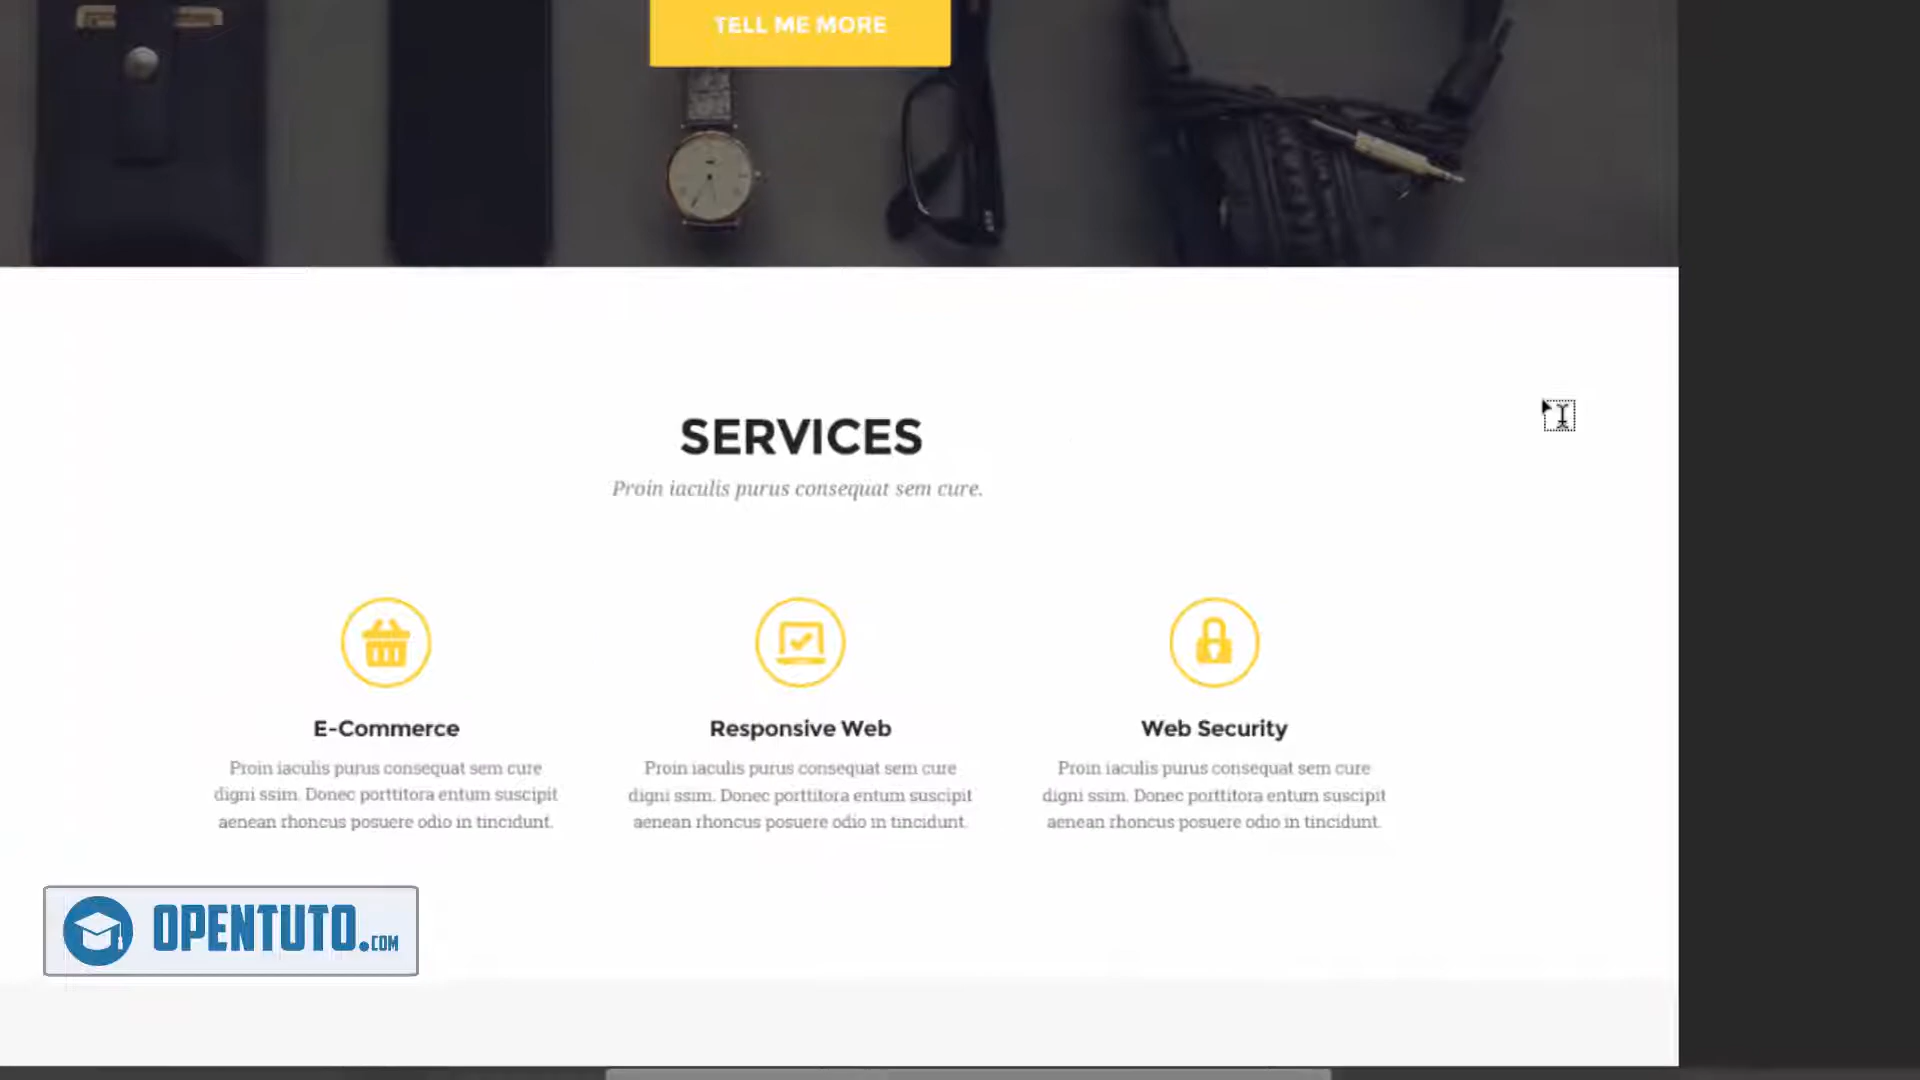 TELL ME MORE
SERVICES
Proin iaculis purus consequat sem cure.
E-Commerce
Proin iaculis purus consequat sem cure
digni ssim. Donec porttitora entum suscipit
aenean rhoncus posuere odio in tincidunt.
Responsive Web
Proin iaculis purus consequat sem cure
digni ssim. Donec porttitora entum suscipit
aenean rhoncus posuere odio in tincidunt.
Web Security
Proin iaculis purus consequat sem cure
digni ssim. Donec porttitora entum suscipit
aenean rhoncus posuere odio in tincidunt.
OPENTUTO.COM